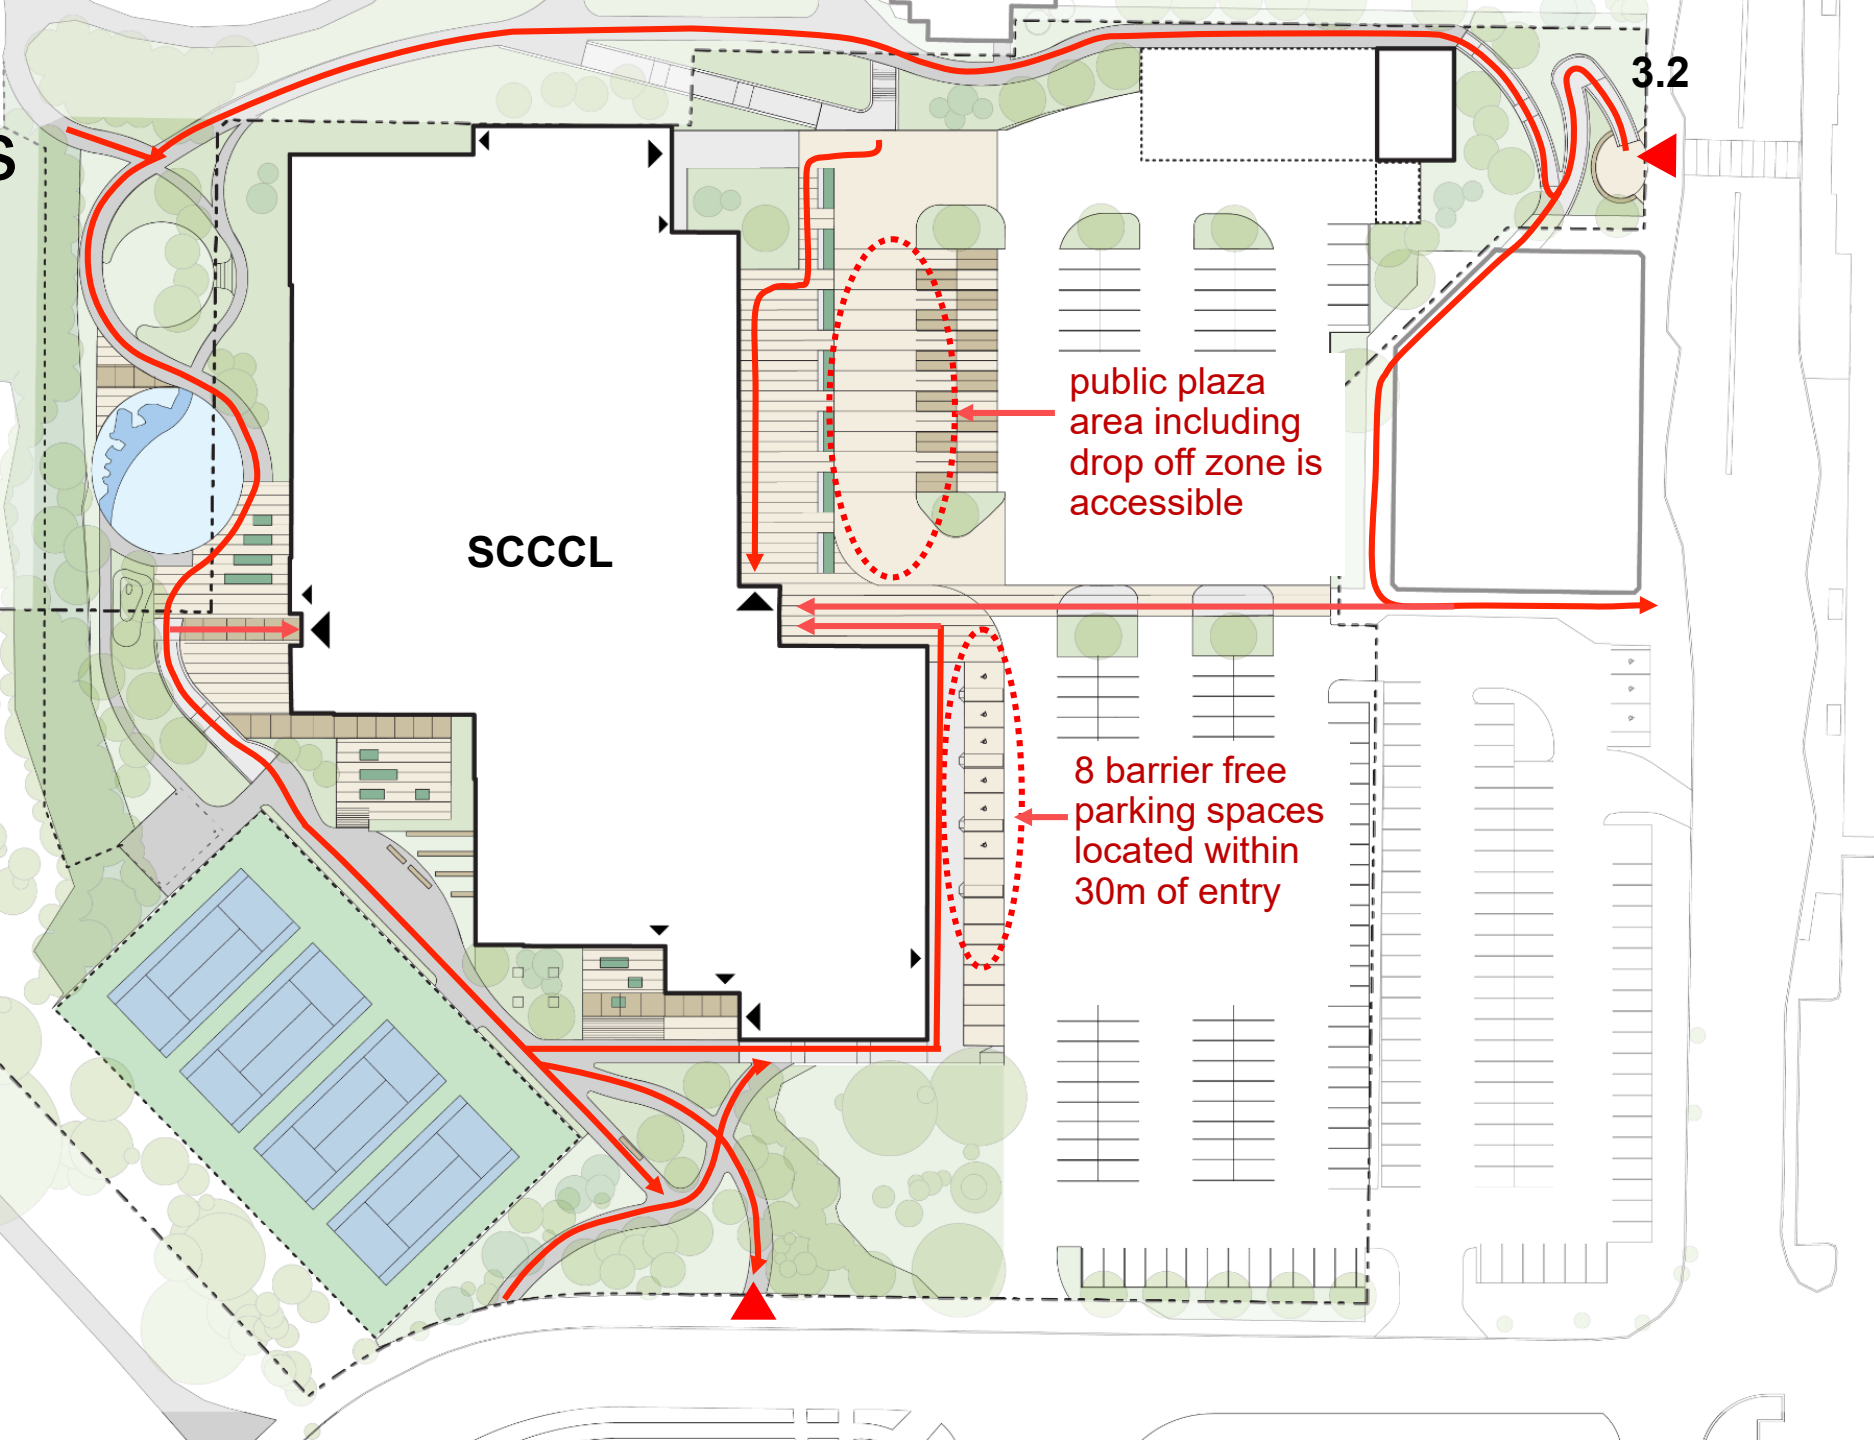 3.2
S
public plaza
area including
drop off zone is
accessible
SCCCL
8 barrier free
parking spaces
located within
30m of entry